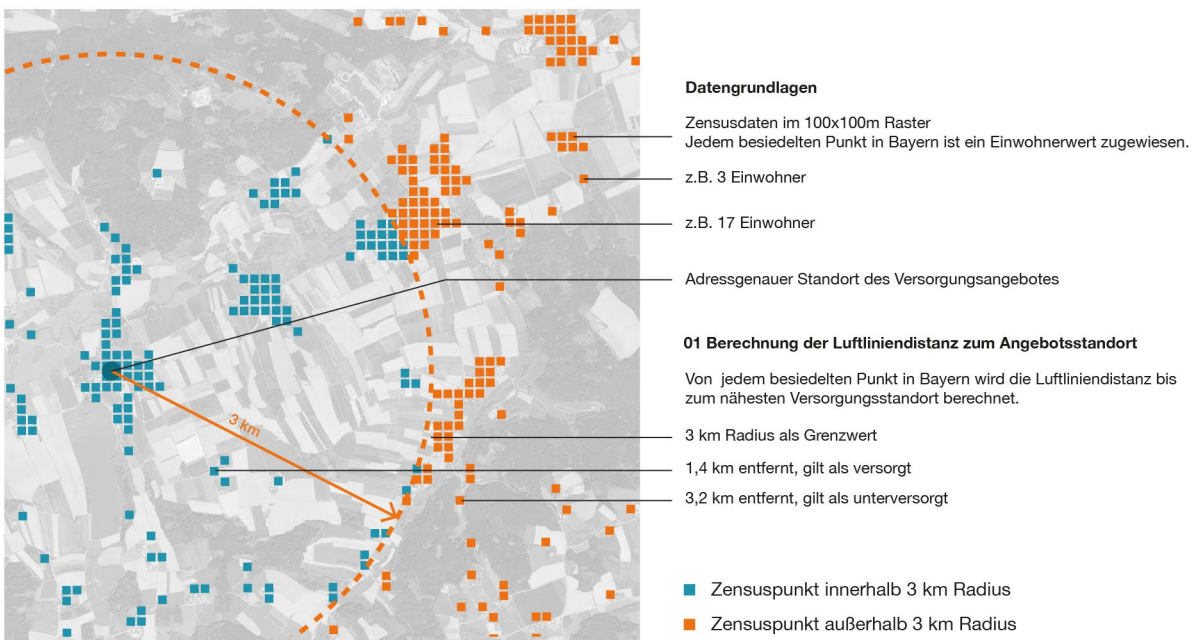 Datengrundlagen
Zensusdaten im 100x100m Raster
Jedem besiedelten Punkt in Bayern ist ein Einwohnerwert zugewiesen.
z.B. 3 Einwohner
z.B. 17 Einwohner
Adressgenauer Standort des Versorgungsangebotes
01 Berechnung der Luftliniendistanz zum Angebotsstandort
Von jedem besiedelten Punkt in Bayern wird die Luftliniendistanz bis
zum nähesten Versorgungsstandort berechnet.
3 km
3 km Radius als Grenzwert
1,4 km entfernt, gilt als versorgt
3,2 km entfernt, gilt als unterversorgt
Zensuspunkt innerhalb 3 km Radius
Zensuspunkt außerhalb 3 km Radius